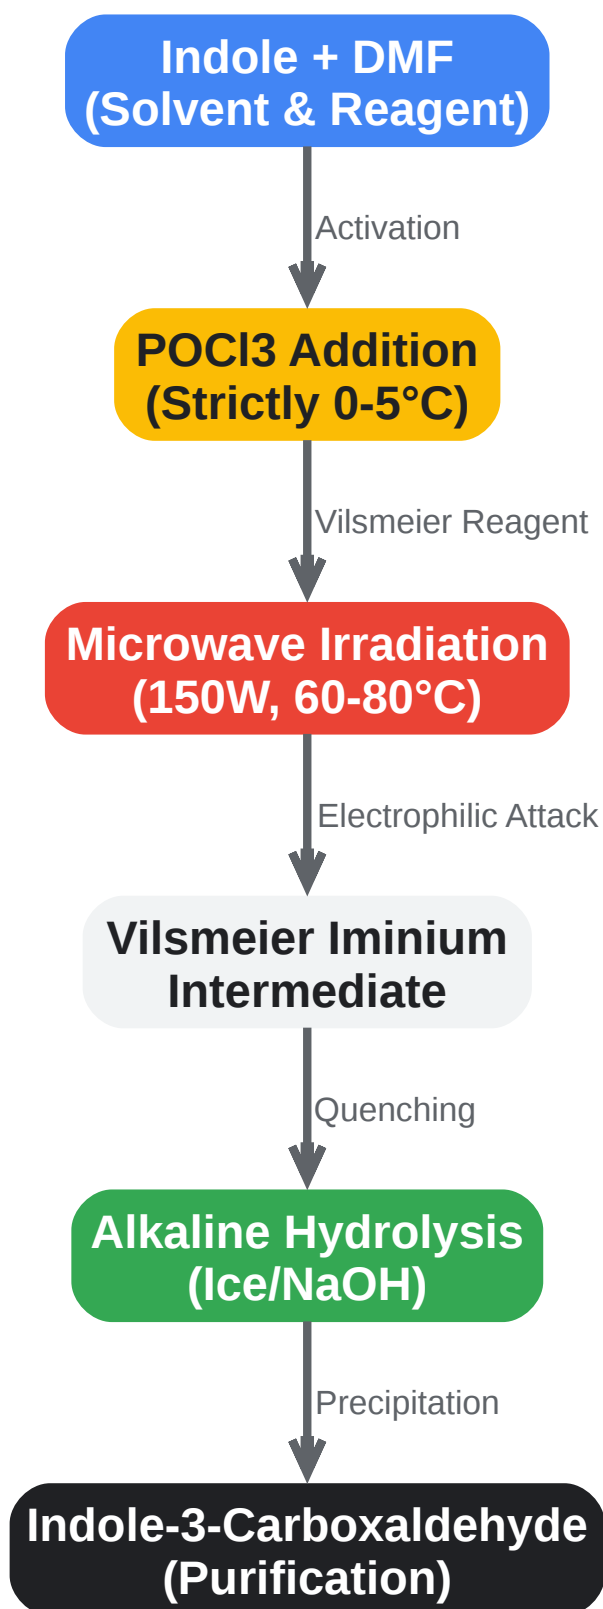 Indole + DMF
(Solvent & Reagent)
Activation
POCl3 Addition
(Strictly 0-5°C)
Vilsmeier Reagent
Microwave Irradiation
(150W, 60-80°C)
Electrophilic Attack
Vilsmeier Iminium
Intermediate
Quenching
Alkaline Hydrolysis
(Ice/NaOH)
Precipitation
Indole-3-Carboxaldehyde
(Purification)